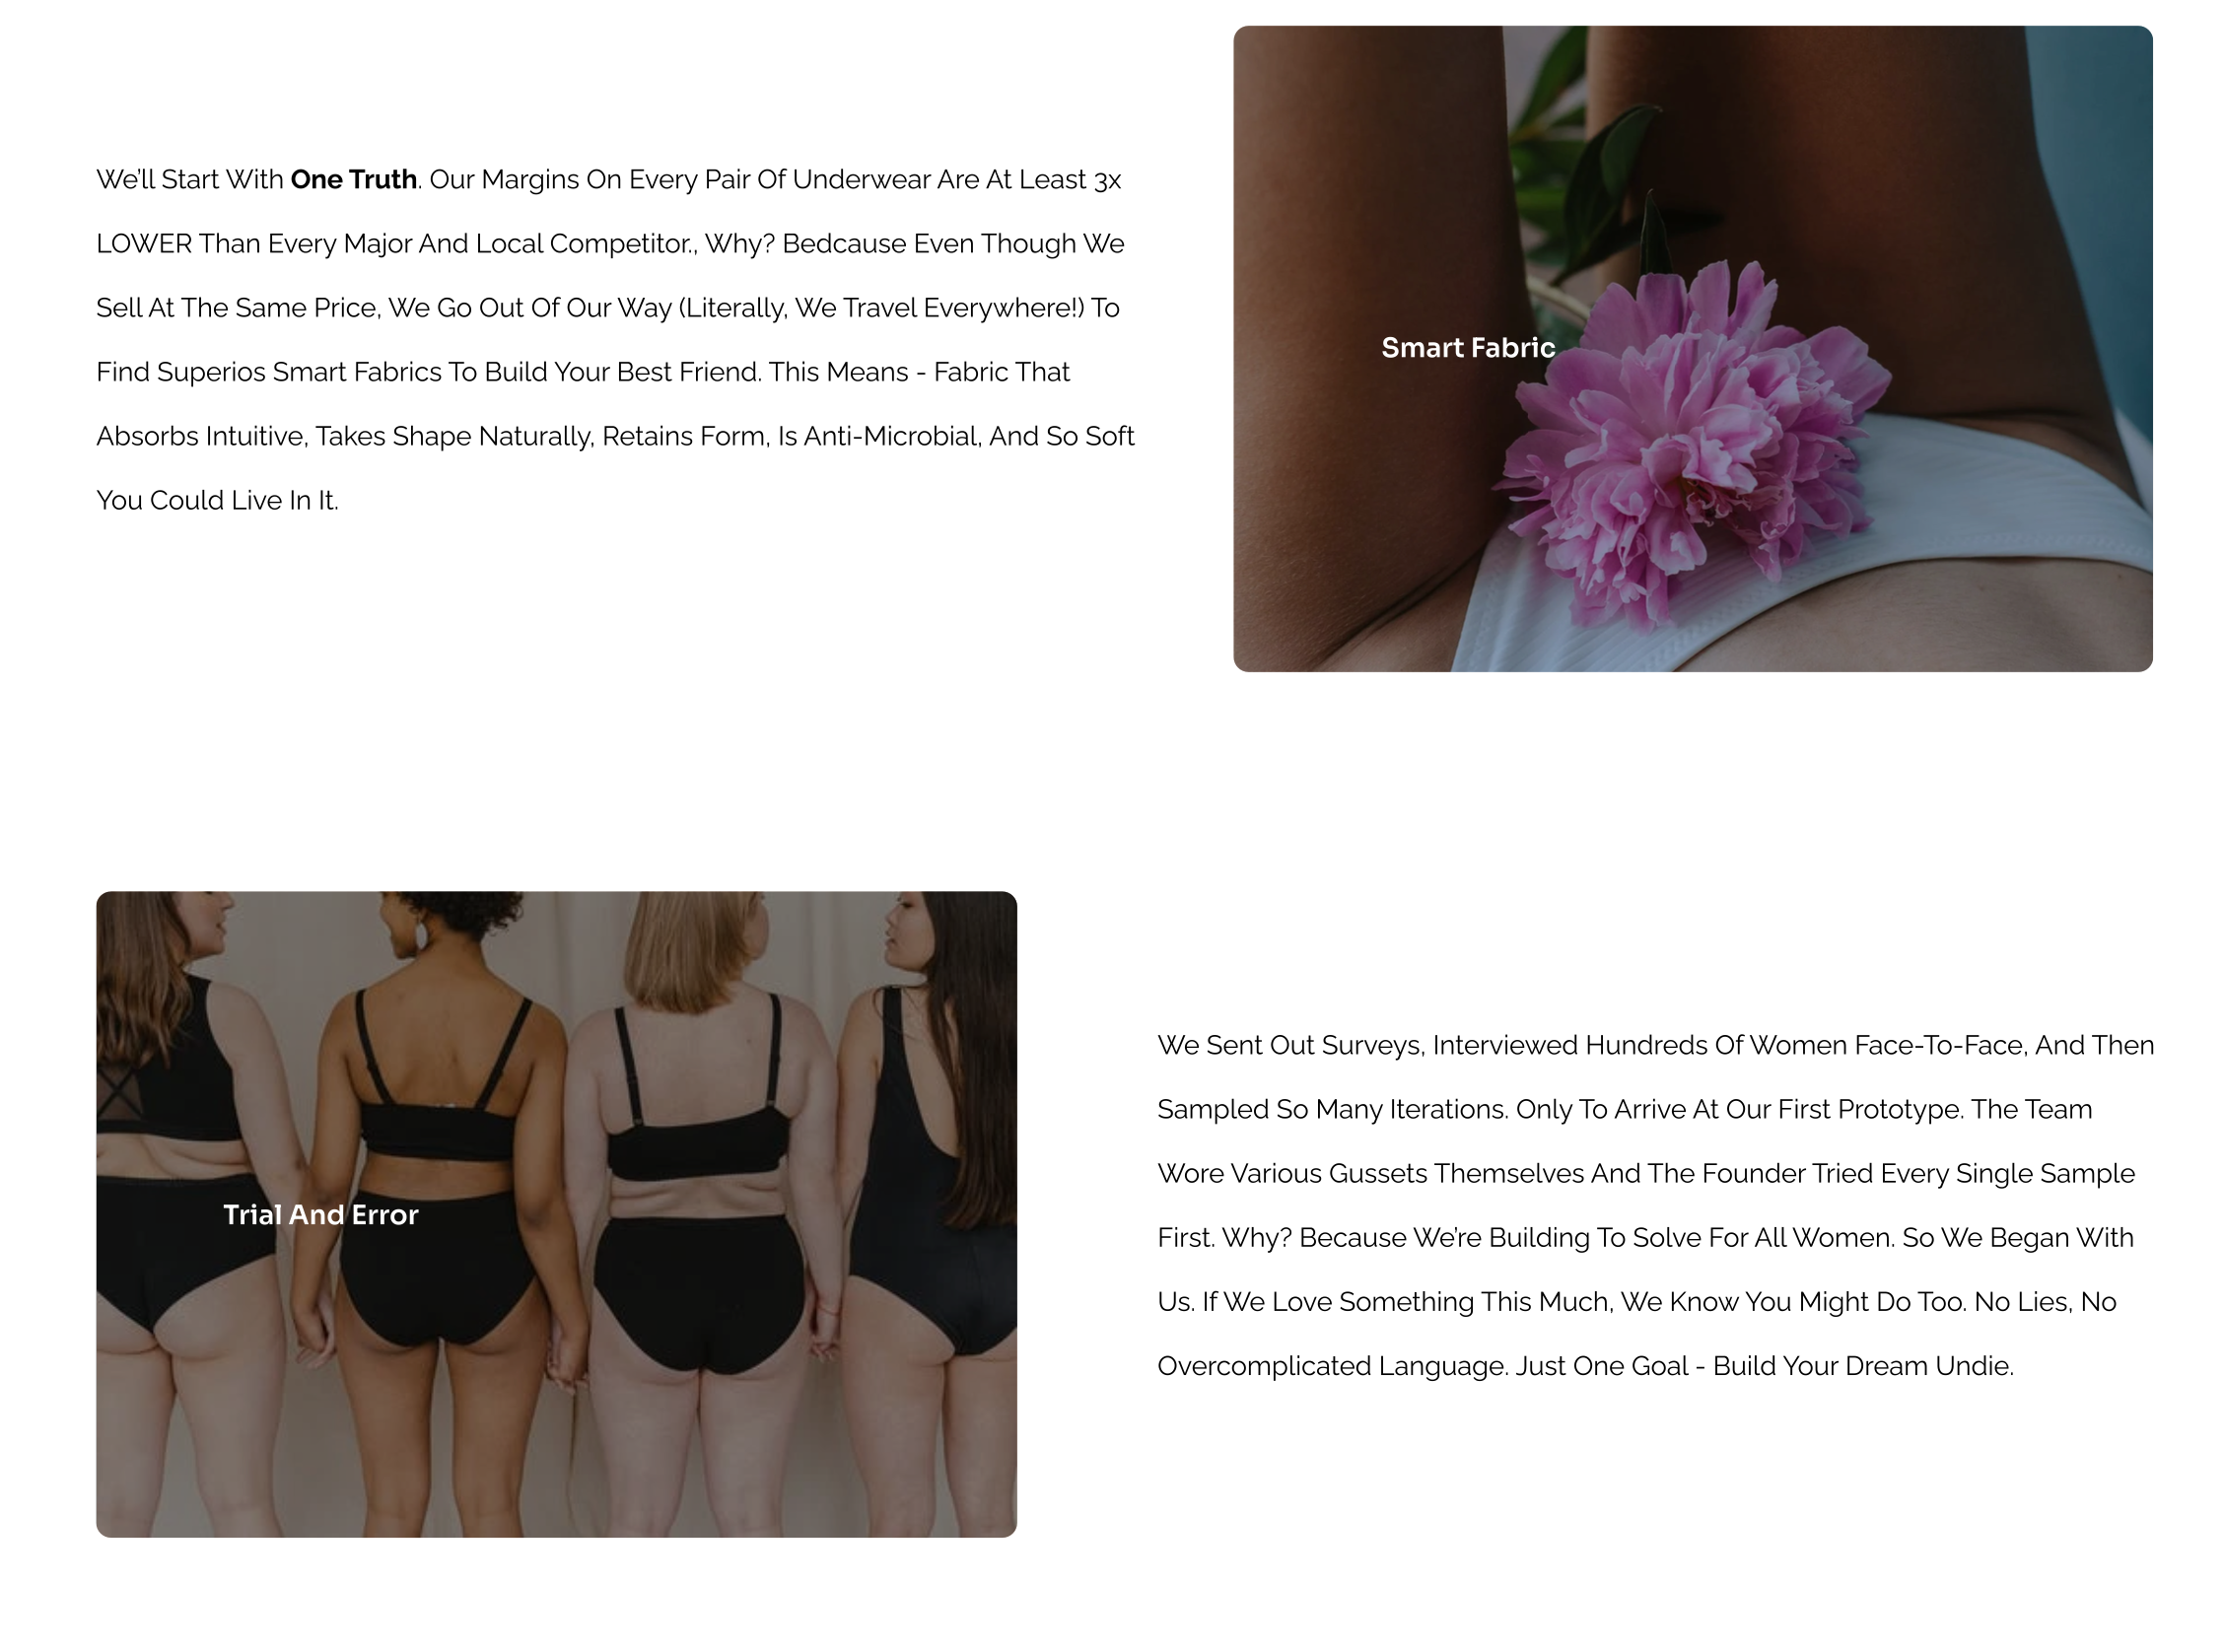 We'll Start With One Truth. Our Margins On Every Pair Of Underwear Are At Least 3x
LOWER Than Every Major And Local Competitor., Why? Bedcause Even Though We
Sell At The Same Price, We Go Out Of Our Way (Literally, We Travel Everywhere!) To
Find Superios Smart Fabrics To Build Your Best Friend. This Means - Fabric That
Absorbs Intuitive, Takes Shape Naturally, Retains Form, Is Anti-Microbial, And So Soft
You Could Live In It.
Smart Fabric
Trial And Error
We Sent Out Surveys, Interviewed Hundreds Of Women Face-To-Face, And Then
Sampled So Many Iterations. Only To Arrive At Our First Prototype. The Team
Wore Various Gussets Themselves And The Founder Tried Every Single Sample
First. Why? Because We're Building To Solve For All Women. So We Began With
Us. If We Love Something This Much, We Know You Might Do Too. No Lies, No
Overcomplicated Language. Just One Goal - Build Your Dream Undie.